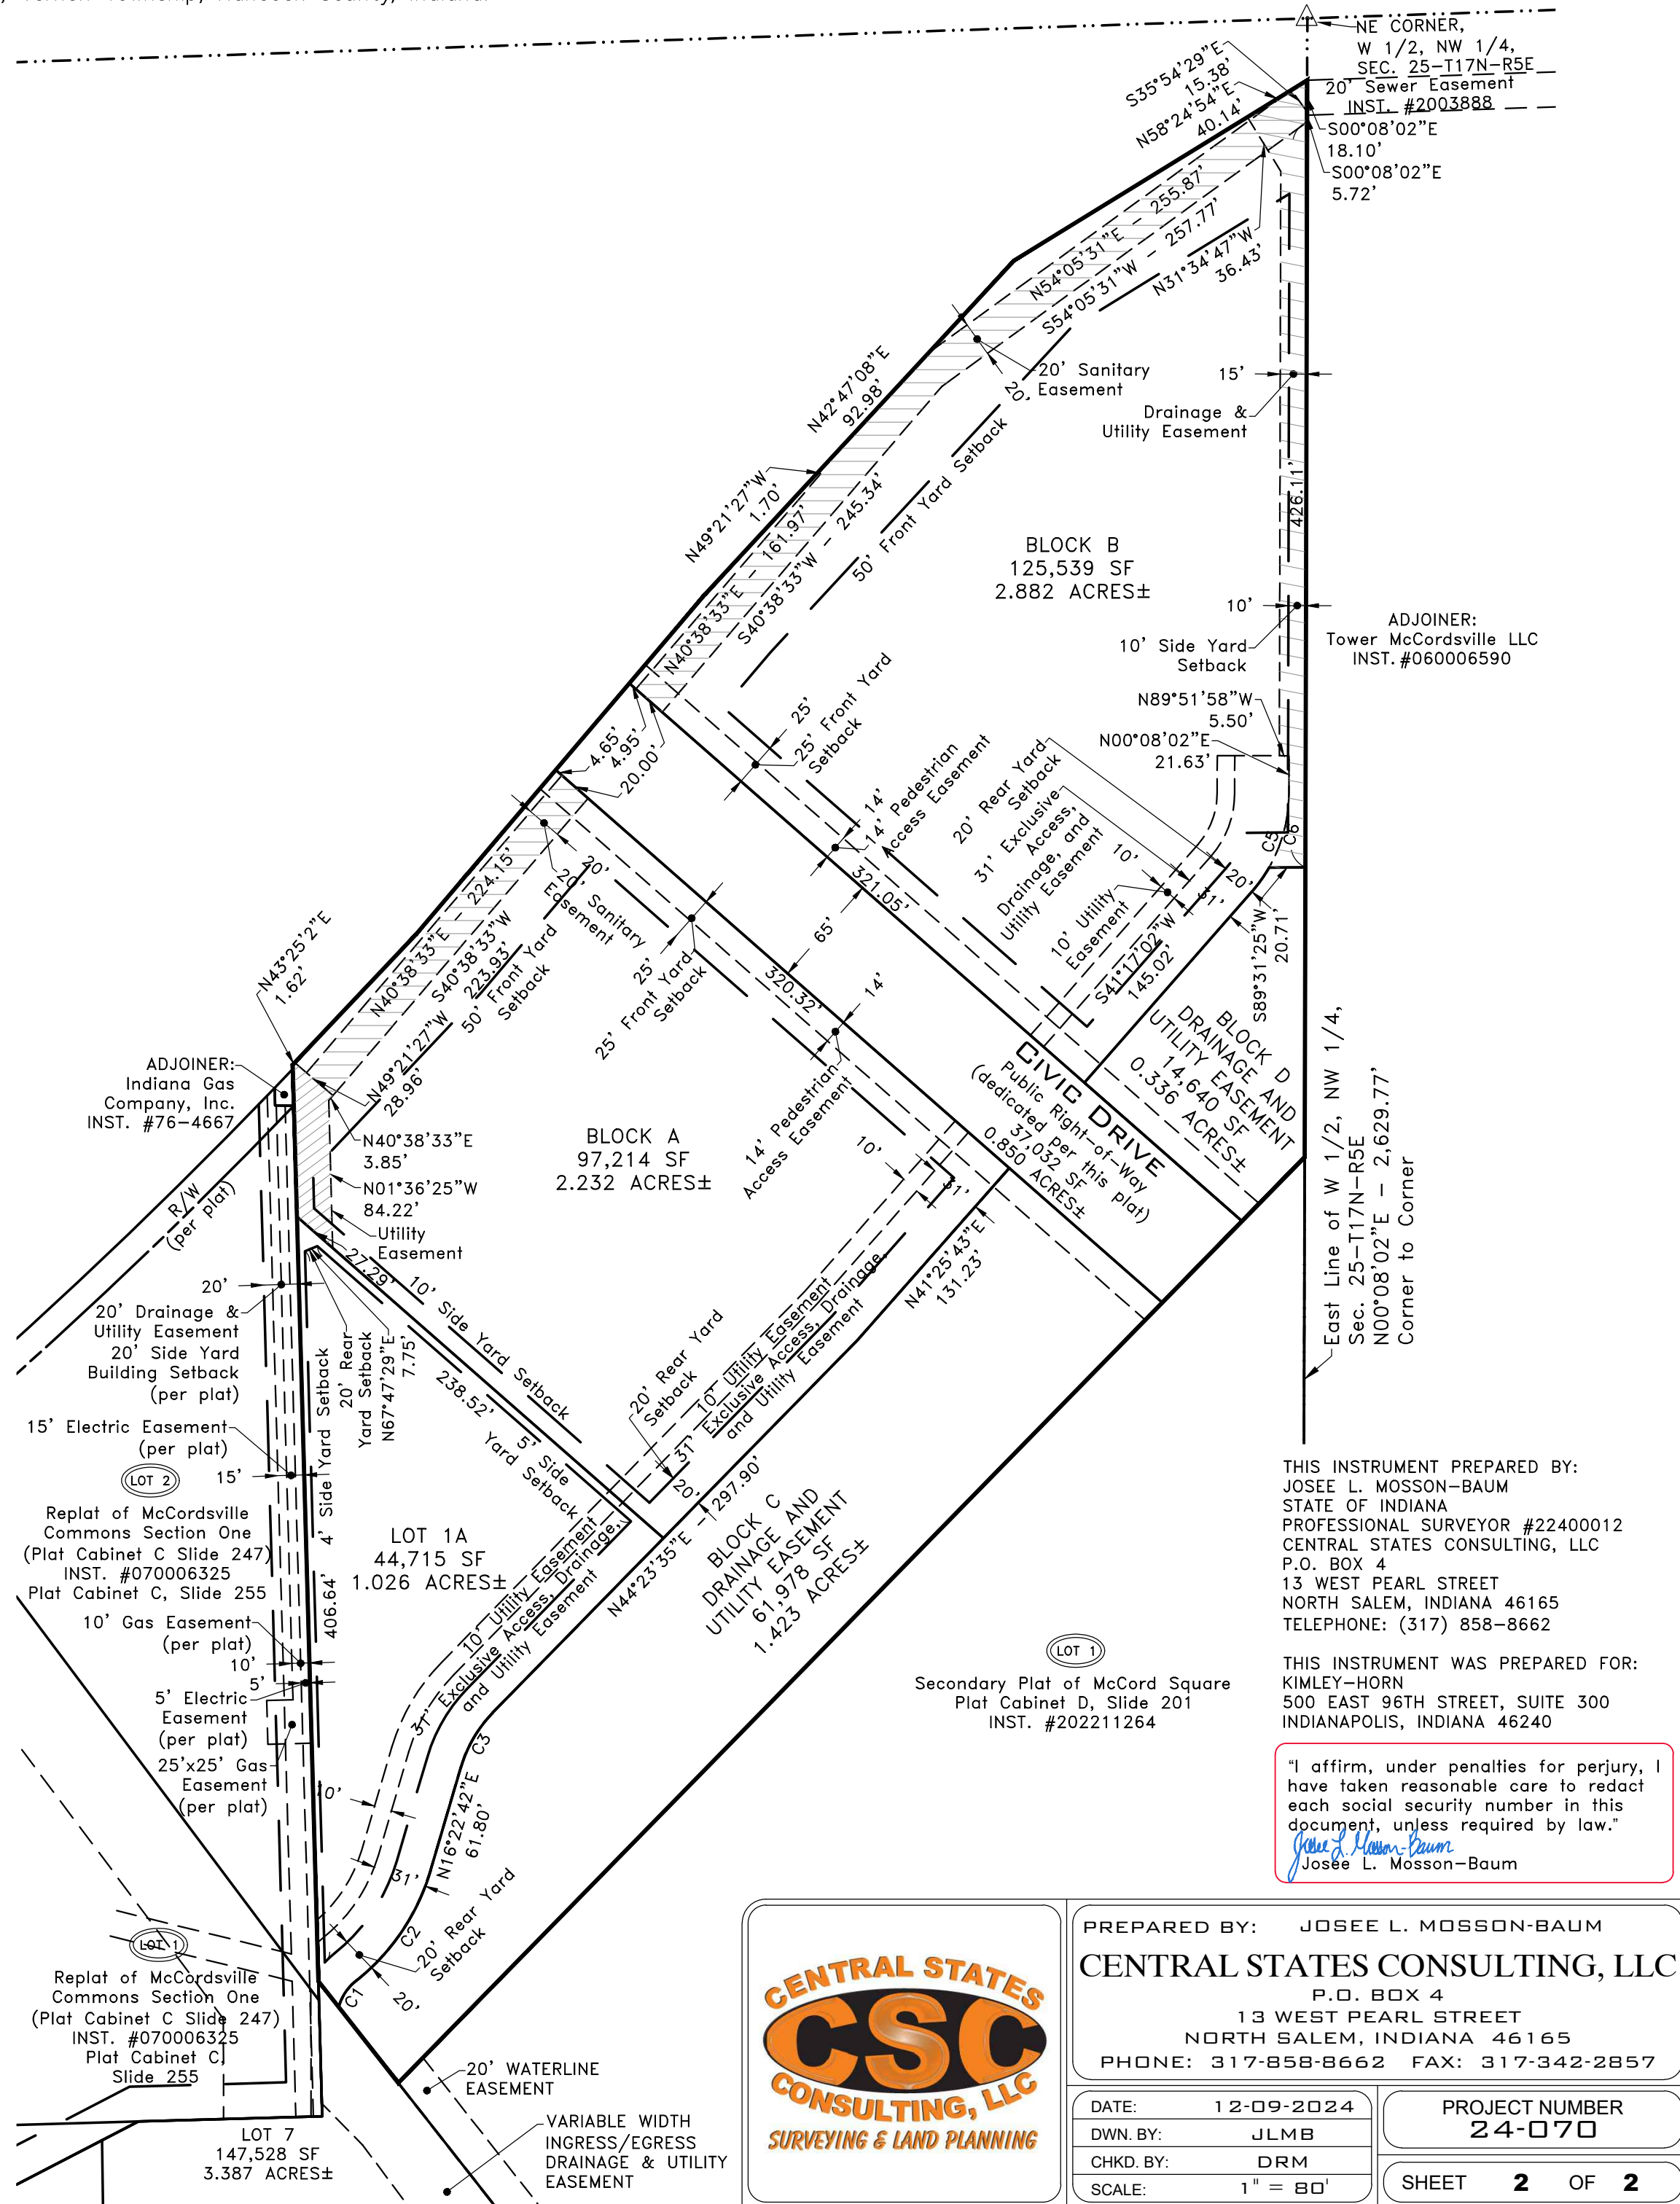 NE CORNER,
W 1/2, NW 1/4,
SEC. 25-T17N-R5E
20' Sewer Easement
INST. #2003888
S35°54'29"E
15.38'
N58°24'54"E
40.14'
S00°08'02"E
18.10'
S00°08'02"E
5.72'
N54°05'31"E - 255.87'
S54°05'31"W - 257.77'
N31°34'47"W
36.43'
20' Sanitary
Easement
20'
15'
Drainage &
Utility Easement
N42°47'08"E
92.98'
50' Front Yard Setback
N49°21'27"W
1.70'
N40°38'33"E - 161.97'
S40°38'33"W - 245.34'
426.11'
BLOCK B
125,539 SF
2.882 ACRES±
10'
10' Side Yard
Setback
ADJOINER:
Tower McCordsville LLC
INST. #060006590
N89°51'58"W
5.50'
N00°08'02"E
21.63'
4.65'
4.95'
20.00'
25'
25' Front Yard
Setback
14'
14' Pedestrian
Access Easement
20' Rear Yard
Setback
31' Exclusive
Access,
Drainage, and
Utility Easement
10'
10' Utility
Easement
C5
C6
20'
31'
321.05'
65'
320.32'
S41°17'02"W
145.02'
S89°31'25"W
20.71'
BLOCK D
DRAINAGE AND
UTILITY EASEMENT
14,640 SF
0.336 ACRES±
CIVIC DRIVE
Public Right-of-Way
(dedicated per this plat)
37,032 SF
0.850 ACRES±
East Line of W 1/2, NW 1/4,
Sec. 25-T17N-R5E
N00°08'02"E - 2,629.77'
Corner to Corner
20'
20' Sanitary
Easement
N40°38'33"E - 224.15'
S40°38'33"W
223.93'
50' Front Yard
Setback
25'
25' Front Yard
Setback
14'
14' Pedestrian
Access Easement
N43°25'2"E
1.62'
N49°21'27"W
28.96'
ADJOINER:
Indiana Gas
Company, Inc.
INST. #76-4667
N40°38'33"E
3.85'
N01°36'25"W
84.22'
Utility
Easement
R/W
(per plat)
BLOCK A
97,214 SF
2.232 ACRES±
10'
31'
N41°25'43"E
131.23'
27.29'
10' Side Yard Setback
20'
20' Drainage &
Utility Easement
20' Side Yard
Building Setback
(per plat)
20' Rear
Yard Setback
N67°47'29"E
7.75'
4' Side Yard Setback
238.52'
5' Side
Yard Setback
20' Rear Yard
Setback
10' Utility Easement
31' Exclusive Access, Drainage,
and Utility Easement
20'
15' Electric Easement
(per plat)
15'
LOT 2
Replat of McCordsville
Commons Section One
(Plat Cabinet C Slide 247)
INST. #070006325
Plat Cabinet C, Slide 255
406.64'
LOT 1A
44,715 SF
1.026 ACRES±
10' Utility Easement
31' Exclusive Access, Drainage,
and Utility Easement
N44°23'35"E - 297.90'
BLOCK C
DRAINAGE AND
UTILITY EASEMENT
61,978 SF
1.423 ACRES±
10' Gas Easement
(per plat)
10'
5'
5' Electric
Easement
(per plat)
25'x25' Gas
Easement
(per plat)
10'
31'
C3
N16°22'42"E
61.80'
C2
20' Rear Yard
Setback
C1
20'
LOT 1
Secondary Plat of McCord Square
Plat Cabinet D, Slide 201
INST. #202211264
LOT 1
Replat of McCordsville
Commons Section One
(Plat Cabinet C Slide 247)
INST. #070006325
Plat Cabinet C,
Slide 255
LOT 7
147,528 SF
3.387 ACRES±
20' WATERLINE
EASEMENT
VARIABLE WIDTH
INGRESS/EGRESS
DRAINAGE & UTILITY
EASEMENT
THIS INSTRUMENT PREPARED BY:
JOSEE L. MOSSON-BAUM
STATE OF INDIANA
PROFESSIONAL SURVEYOR #22400012
CENTRAL STATES CONSULTING, LLC
P.O. BOX 4
13 WEST PEARL STREET
NORTH SALEM, INDIANA 46165
TELEPHONE: (317) 858-8662
THIS INSTRUMENT WAS PREPARED FOR:
KIMLEY-HORN
500 EAST 96TH STREET, SUITE 300
INDIANAPOLIS, INDIANA 46240
"I affirm, under penalties for perjury, I
have taken reasonable care to redact
each social security number in this
document, unless required by law."
Josee L. Mosson-Baum
Josee L. Mosson-Baum
CENTRAL STATES
CSC
CONSULTING, LLC
SURVEYING & LAND PLANNING
PREPARED BY: JOSEE L. MOSSON-BAUM
CENTRAL STATES CONSULTING, LLC
P.O. BOX 4
13 WEST PEARL STREET
NORTH SALEM, INDIANA 46165
PHONE: 317-858-8662 FAX: 317-342-2857
DATE: 12-09-2024
DWN. BY: JLMB
CHKD. BY: DRM
SCALE: 1" = 80'
PROJECT NUMBER
24-070
SHEET 2 OF 2